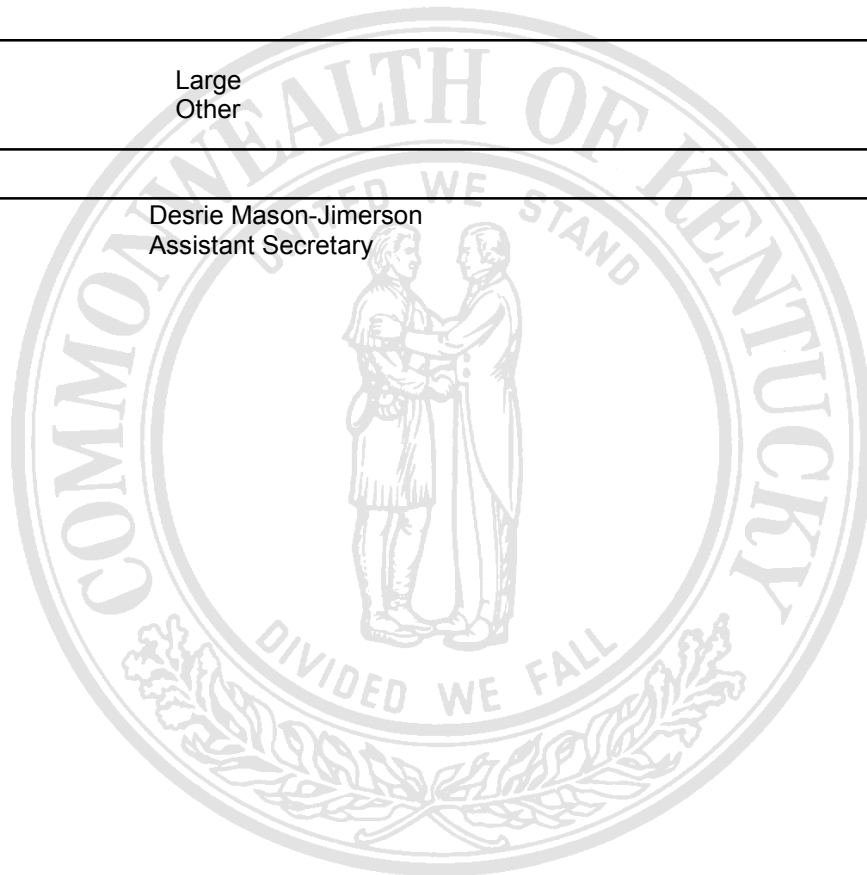 Large
Other
Desrie Mason-Jimerson
Assistant Secretary
COMMONWEALTH OF KENTUCKY
UNITED WE STAND
DIVIDED WE FALL